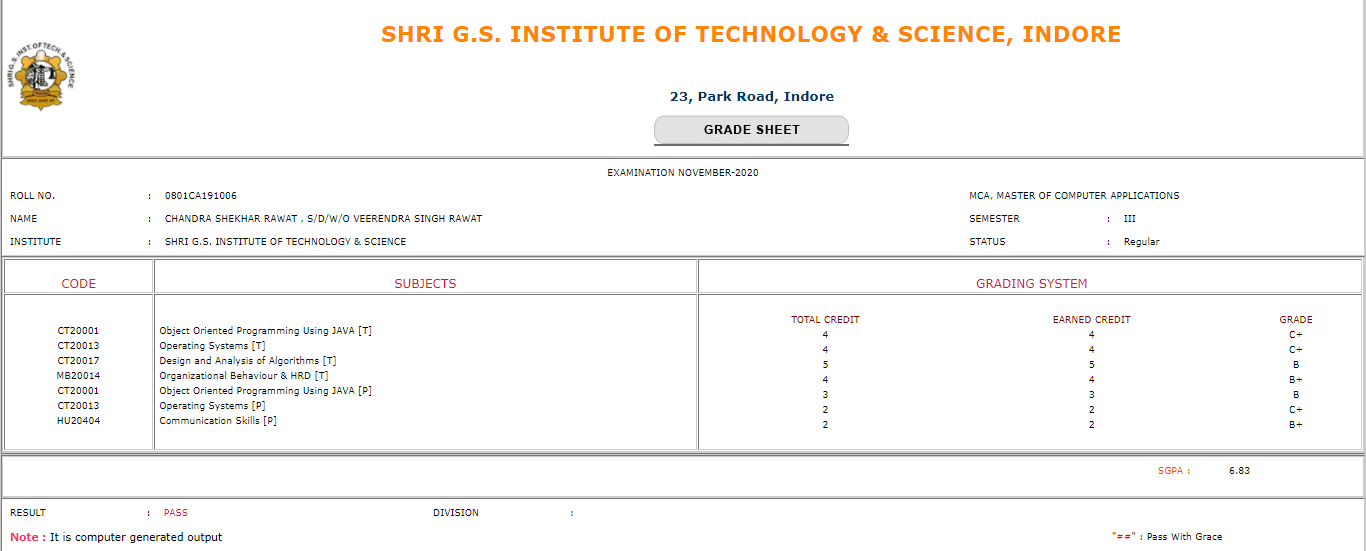 SHRI G.S. INSTITUTE OF TECHNOLOGY & SCIENCE, INDORE
SHRI G.S. INST. OF TECH. & SCIENCE
23, Park Road, Indore
GRADE SHEET
EXAMINATION NOVEMBER-2020
ROLL NO. : 0801CA191006 MCA, MASTER OF COMPUTER APPLICATIONS
NAME : CHANDRA SHEKHAR RAWAT , S/D/W/O VEERENDRA SINGH RAWAT SEMESTER : III
INSTITUTE : SHRI G.S. INSTITUTE OF TECHNOLOGY & SCIENCE STATUS : Regular
CODE SUBJECTS GRADING SYSTEM
TOTAL CREDIT EARNED CREDIT GRADE
CT20001 Object Oriented Programming Using JAVA [T] 4 4 C+
CT20013 Operating Systems [T] 4 4 C+
CT20017 Design and Analysis of Algorithms [T] 5 5 B
MB20014 Organizational Behaviour & HRD [T] 4 4 B+
CT20001 Object Oriented Programming Using JAVA [P] 3 3 B
CT20013 Operating Systems [P] 2 2 C+
HU20404 Communication Skills [P] 2 2 B+
SGPA : 6.83
RESULT : PASS DIVISION :
Note : It is computer generated output "==" : Pass With Grace